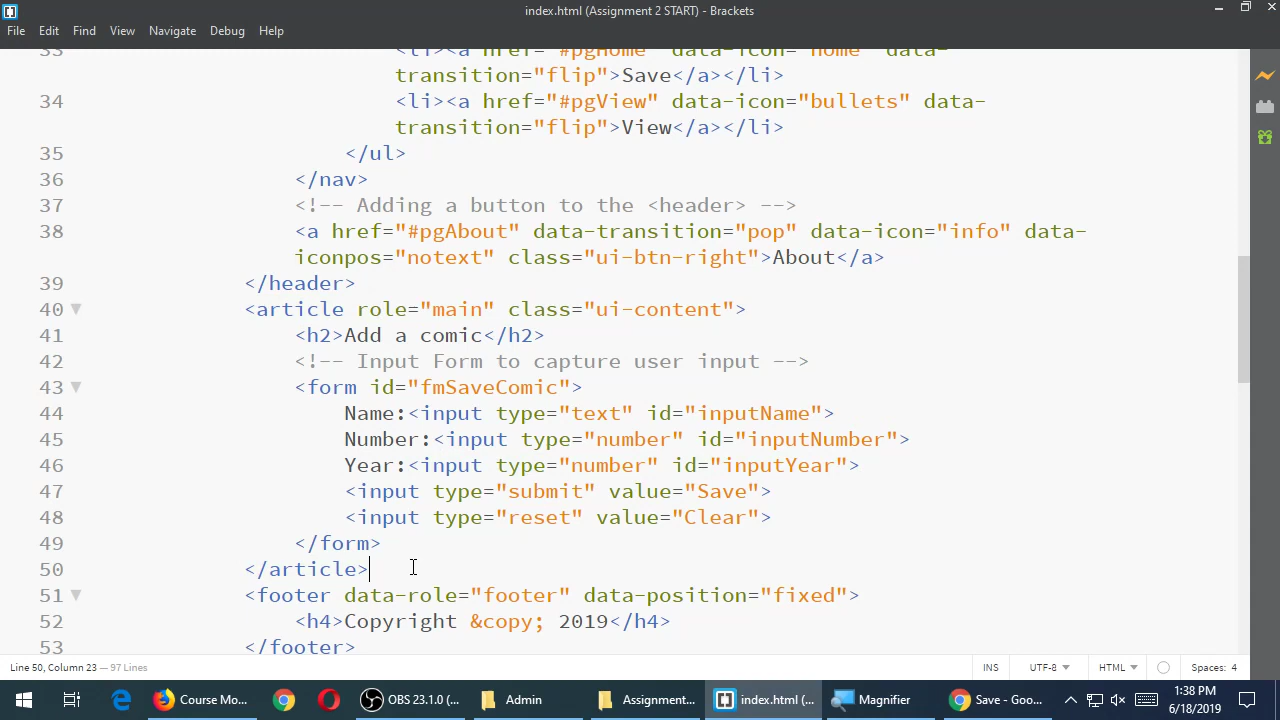 index.html (Assignment 2 START) - Brackets
File Edit Find View Navigate Debug Help
33 <li><a href="#pgHome" data-icon="home" data-
transition="flip">Save</a></li>
34 <li><a href="#pgView" data-icon="bullets" data-
transition="flip">View</a></li>
35 </ul>
36 </nav>
37 <!-- Adding a button to the <header> -->
38 <a href="#pgAbout" data-transition="pop" data-icon="info" data-
iconpos="notext" class="ui-btn-right">About</a>
39 </header>
40 <article role="main" class="ui-content">
41 <h2>Add a comic</h2>
42 <!-- Input Form to capture user input -->
43 <form id="fmSaveComic">
44 Name:<input type="text" id="inputName">
45 Number:<input type="number" id="inputNumber">
46 Year:<input type="number" id="inputYear">
47 <input type="submit" value="Save">
48 <input type="reset" value="Clear">
49 </form>
50 </article>
51 <footer data-role="footer" data-position="fixed">
52 <h4>Copyright &copy; 2019</h4>
53 </footer>
Line 50, Column 23 — 97 Lines INS UTF-8 HTML Spaces: 4
Course Mo... OBS 23.1.0 (... Admin Assignment... index.html (... Magnifier Save - Goo... 1:38 PM
6/18/2019